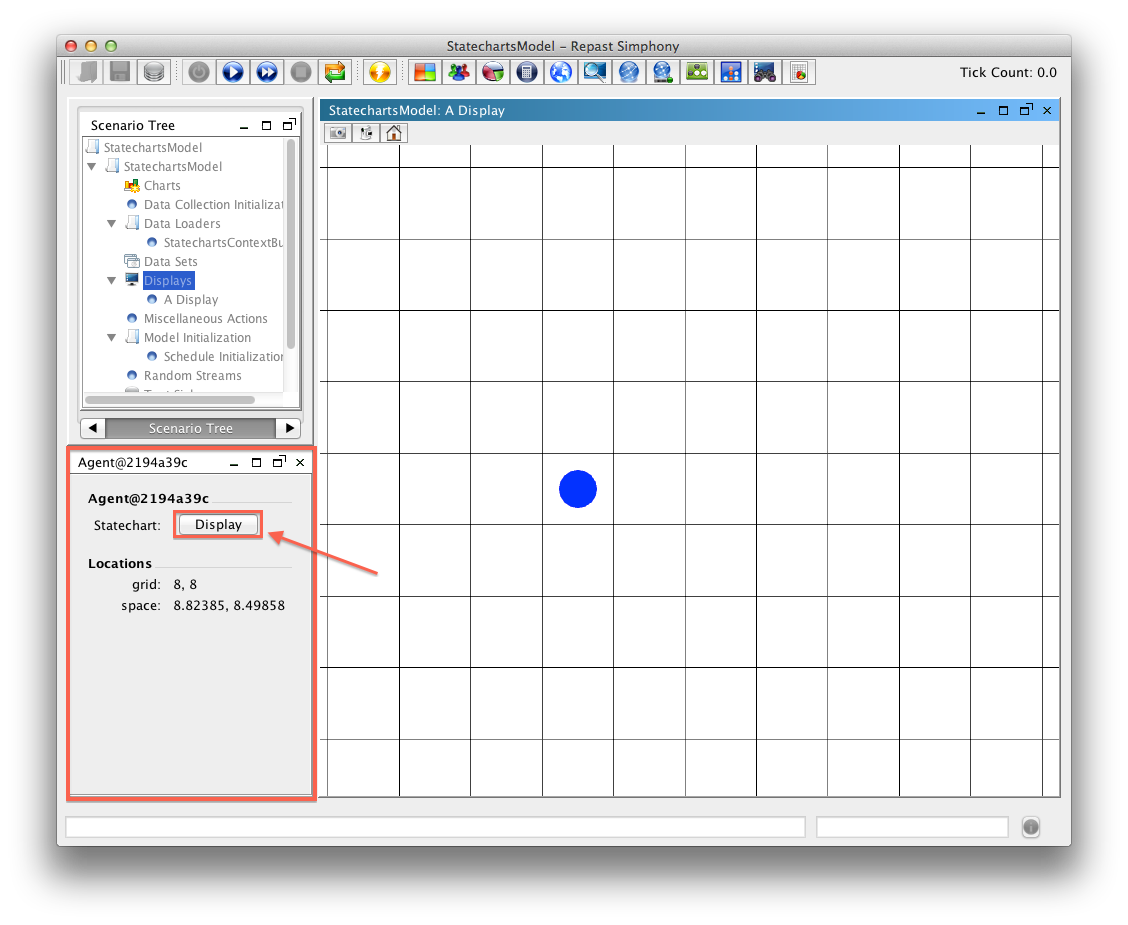 StatechartsModel – Repast Simphony
Tick Count: 0.0
Scenario Tree
StatechartsModel
StatechartsModel
Charts
Data Collection Initializat
Data Loaders
StatechartsContextBu
Data Sets
Displays
A Display
Miscellaneous Actions
Model Initialization
Schedule Initialization
Random Streams
Scenario Tree
Agent@2194a39c
Agent@2194a39c
Statechart: Display
Locations
grid: 8, 8
space: 8.82385, 8.49858
StatechartsModel: A Display